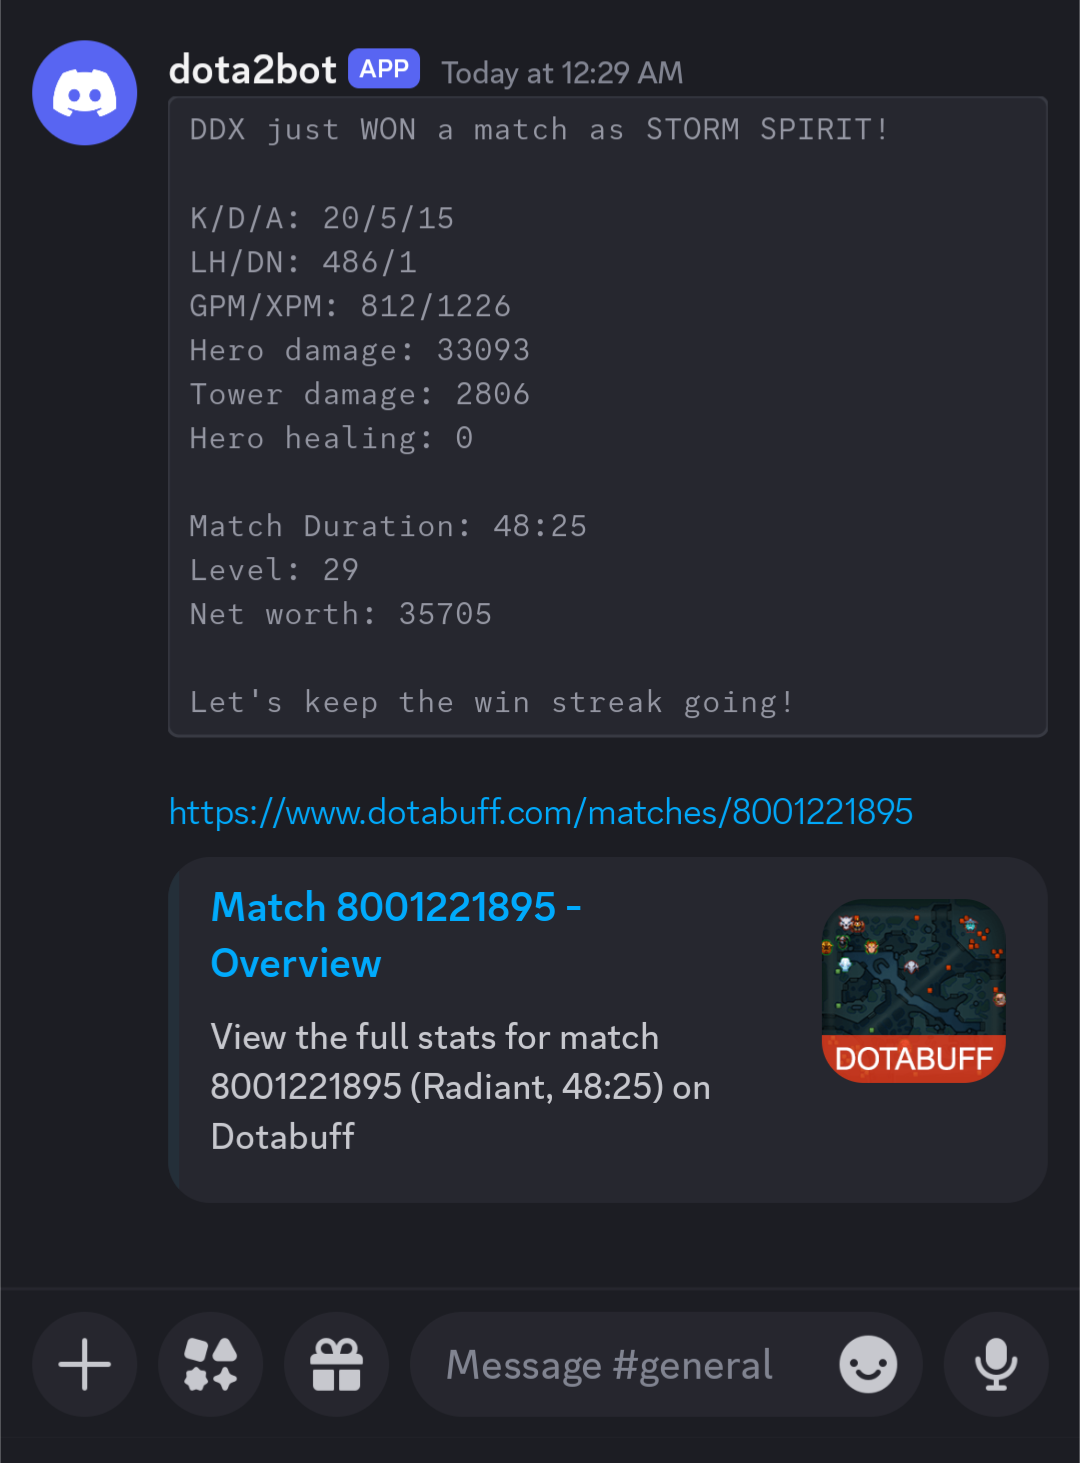 dota2bot APP Today at 12:29 AM
DDX just WON a match as STORM SPIRIT!
K/D/A: 20/5/15
LH/DN: 486/1
GPM/XPM: 812/1226
Hero damage: 33093
Tower damage: 2806
Hero healing: 0
Match Duration: 48:25
Level: 29
Net worth: 35705
Let's keep the win streak going!
https://www.dotabuff.com/matches/8001221895
Match 8001221895 -
Overview
View the full stats for match
8001221895 (Radiant, 48:25) on
Dotabuff
DOTABUFF
Message #general